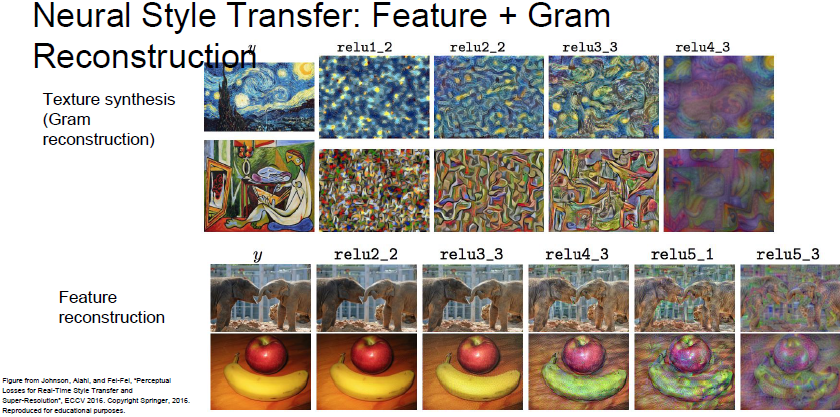 Neural Style Transfer: Feature + Gram
Reconstruction
y relu1_2 relu2_2 relu3_3 relu4_3
Texture synthesis
(Gram
reconstruction)
y relu2_2 relu3_3 relu4_3 relu5_1 relu5_3
Feature
reconstruction
Figure from Johnson, Alahi, and Fei-Fei, "Perceptual
Losses for Real-Time Style Transfer and
Super-Resolution", ECCV 2016. Copyright Springer, 2016.
Reproduced for educational purposes.